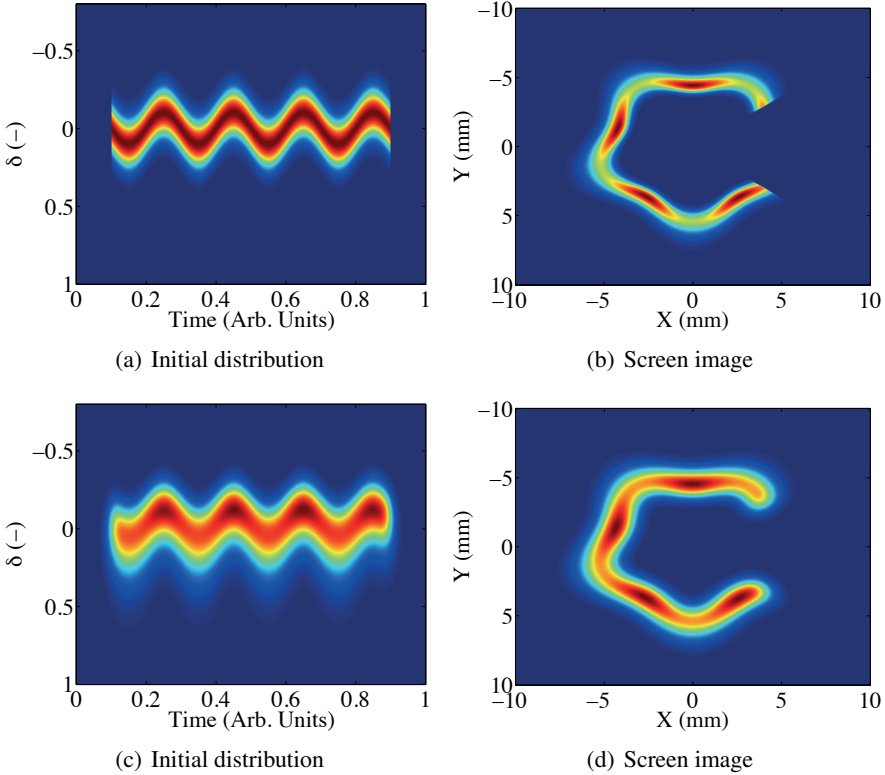 −0.5
0
0.5
1
0 0.2 0.4 0.6 0.8 1
δ (−)
Time (Arb. Units)
(a) Initial distribution
−10
−5
0
5
10
−10 −5 0 5 10
Y (mm)
X (mm)
(b) Screen image
−0.5
0
0.5
1
0 0.2 0.4 0.6 0.8 1
δ (−)
Time (Arb. Units)
(c) Initial distribution
−10
−5
0
5
10
−10 −5 0 5 10
Y (mm)
X (mm)
(d) Screen image